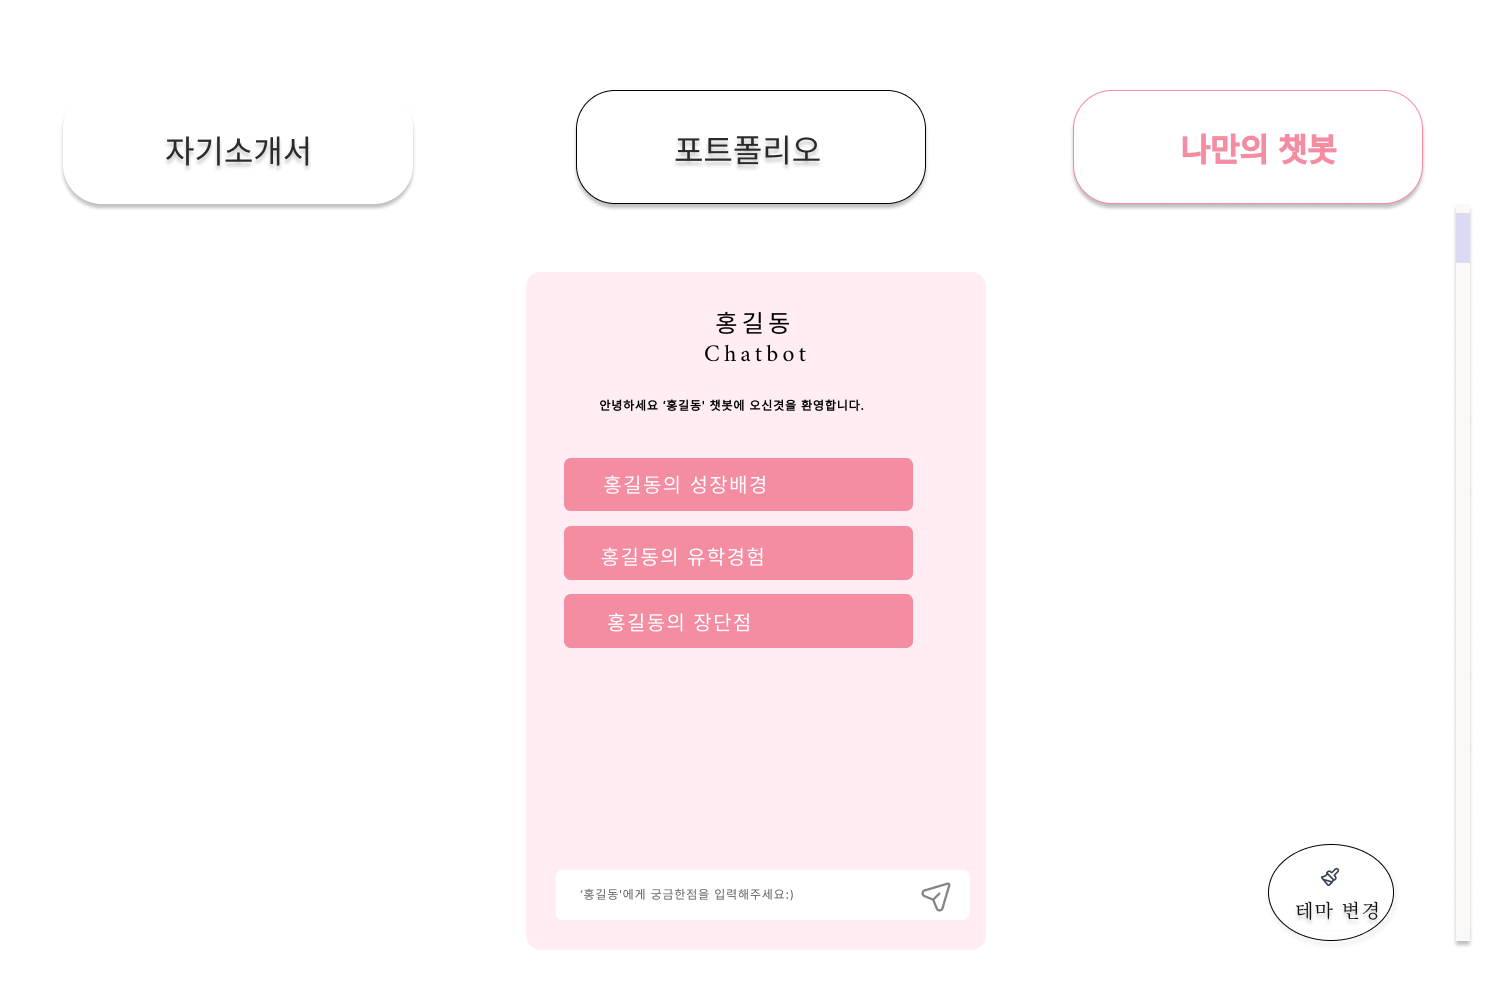 자기소개서
포트폴리오
나만의 챗봇
홍길동
Chatbot
안녕하세요 ‘홍길동' 챗봇에 오신것을 환영합니다.
홍길동의 성장배경
홍길동의 유학경험
홍길동의 장단점
‘홍길동'에게 궁금한점을 입력해주세요:)
테마 변경